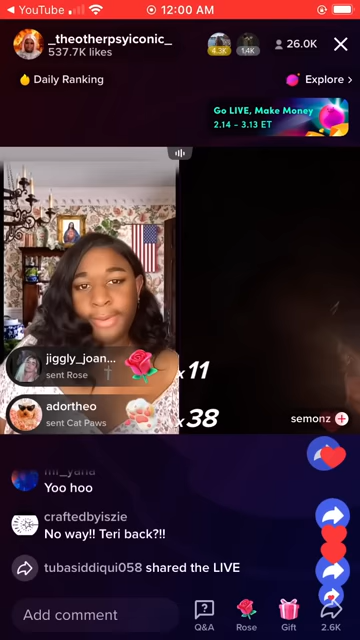 YouTube
12:00 AM
_theotherpsyiconic_
537.7K likes
4.3K
1.4K
26.0K
Daily Ranking
Explore >
Go LIVE, Make Money
2.14 - 3.13 ET
jiggly_joan...
sent Rose
x 11
adortheo
sent Cat Paws
x 38
semonz
Yoo hoo
craftedbyiszie
No way!! Teri back?!!
tubasiddiqui058 shared the LIVE
Add comment
Q&A
Rose
Gift
2.6K